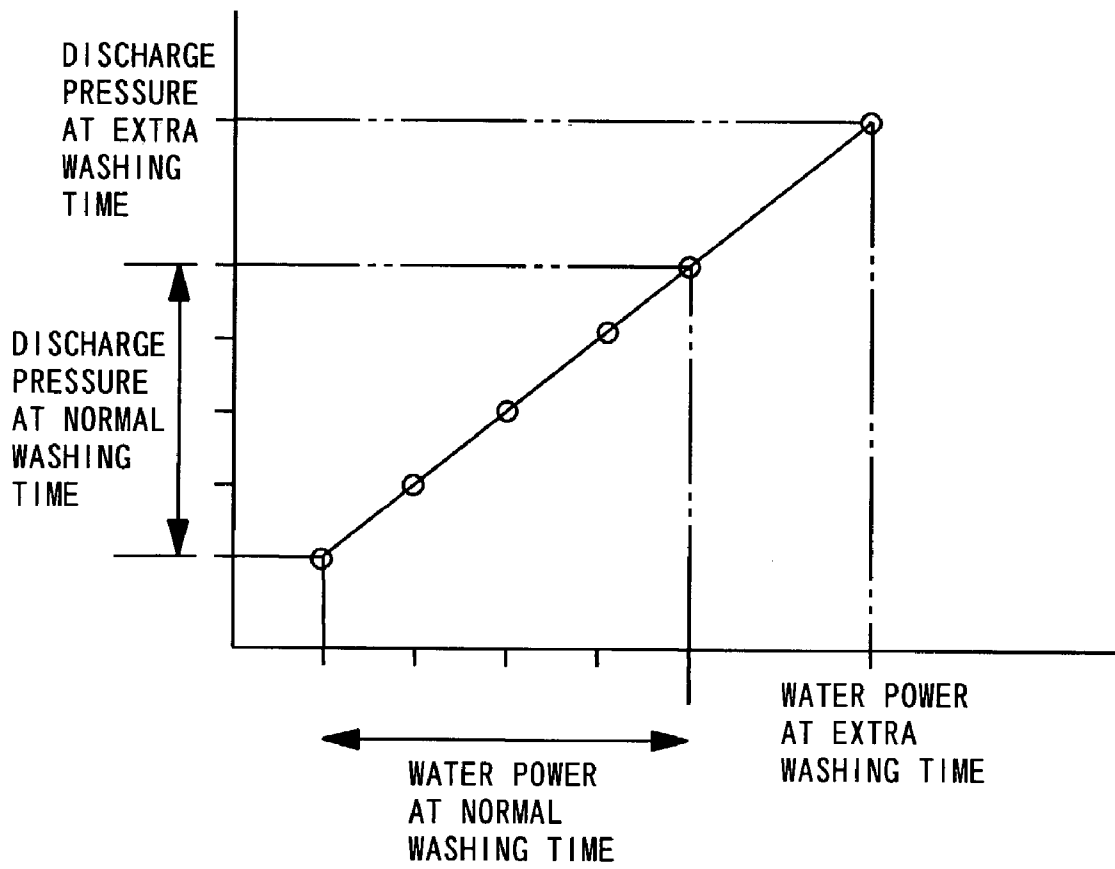 DISCHARGE
PRESSURE
AT EXTRA
WASHING
TIME
DISCHARGE
PRESSURE
AT NORMAL
WASHING
TIME
WATER POWER
AT EXTRA
WASHING TIME
WATER POWER
AT NORMAL
WASHING TIME